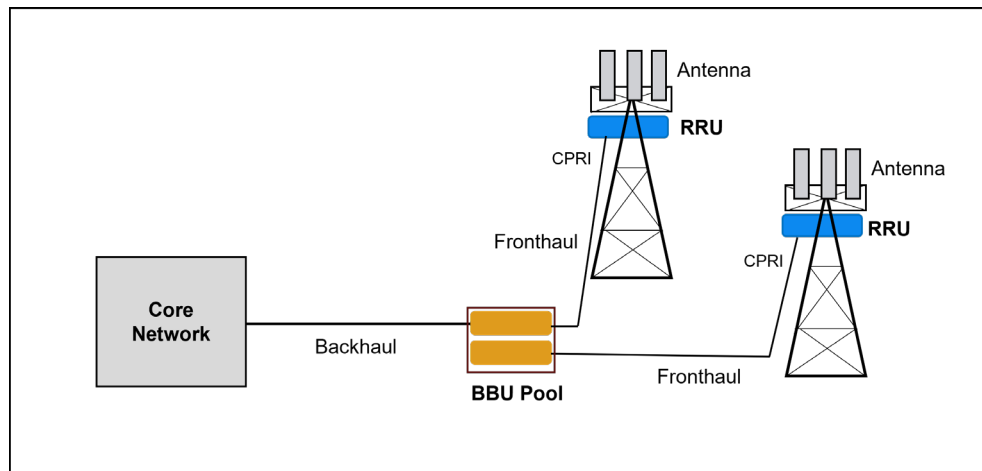 Antenna
RRU
CPRI
Fronthaul
Antenna
RRU
CPRI
Fronthaul
Core
Network
Backhaul
BBU Pool